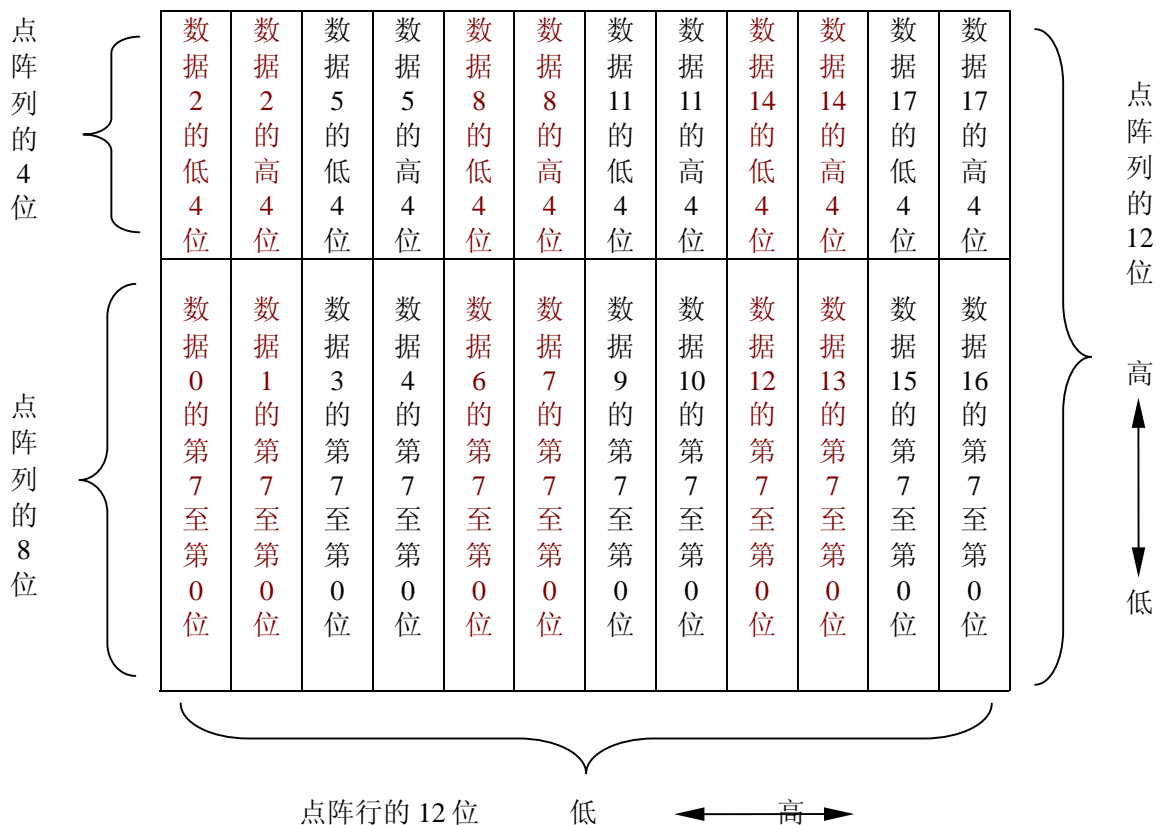 点阵列的4位
数据2的低4位
数据2的高4位
数据5的低4位
数据5的高4位
数据8的低4位
数据8的高4位
数据11的低4位
数据11的高4位
数据14的低4位
数据14的高4位
数据17的低4位
数据17的高4位
点阵列的12位
点阵列的8位
数据0的第7至第0位
数据1的第7至第0位
数据3的第7至第0位
数据4的第7至第0位
数据6的第7至第0位
数据7的第7至第0位
数据9的第7至第0位
数据10的第7至第0位
数据12的第7至第0位
数据13的第7至第0位
数据15的第7至第0位
数据16的第7至第0位
高
低
点阵行的 12 位 低 高